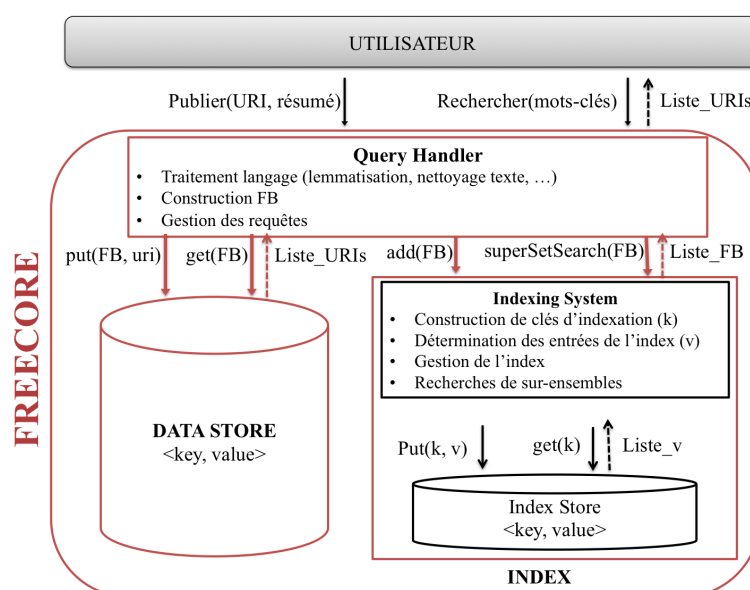 UTILISATEUR
Publier(URI, résumé)
Rechercher(mots-clés)
Liste_URIs
Query Handler
• Traitement langage (lemmatisation, nettoyage texte, …)
• Construction FB
• Gestion des requêtes
put(FB, uri)
get(FB)
Liste_URIs
add(FB)
superSetSearch(FB)
Liste_FB
FREECORE
Indexing System
• Construction de clés d’indexation (k)
• Détermination des entrées de l’index (v)
• Gestion de l’index
• Recherches de sur-ensembles
DATA STORE
<key, value>
Put(k, v)
get(k)
Liste_v
Index Store
<key, value>
INDEX